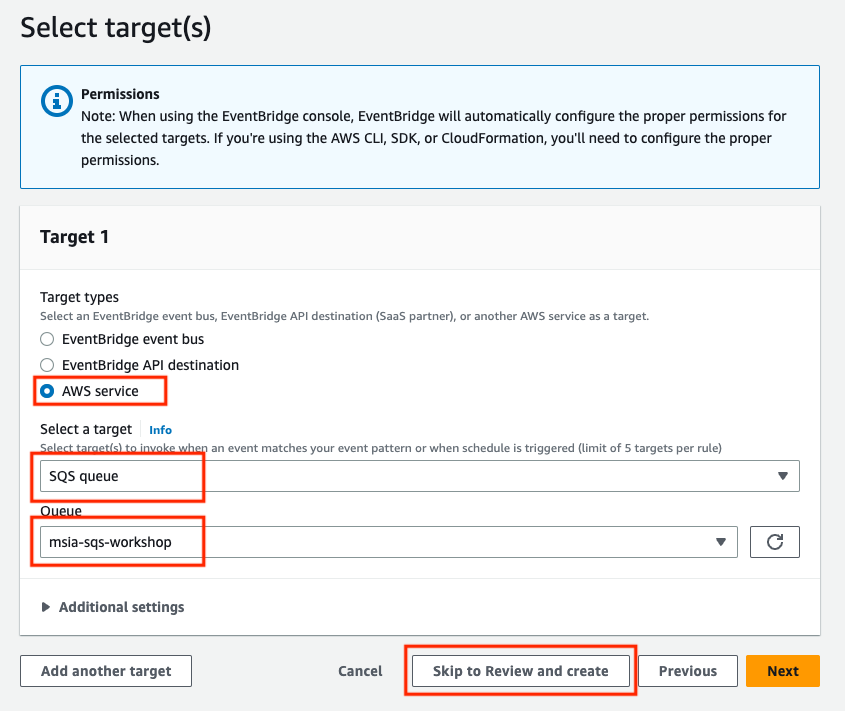 Select target(s)
Permissions
Note: When using the EventBridge console, EventBridge will automatically configure the proper permissions for
the selected targets. If you're using the AWS CLI, SDK, or CloudFormation, you'll need to configure the proper
permissions.
Target 1
Target types
Select an EventBridge event bus, EventBridge API destination (SaaS partner), or another AWS service as a target.
EventBridge event bus
EventBridge API destination
AWS service
Select a target Info
Select target(s) to invoke when an event matches your event pattern or when schedule is triggered (limit of 5 targets per rule)
SQS queue
Queue
msia-sqs-workshop
Additional settings
Add another target Cancel Skip to Review and create Previous Next